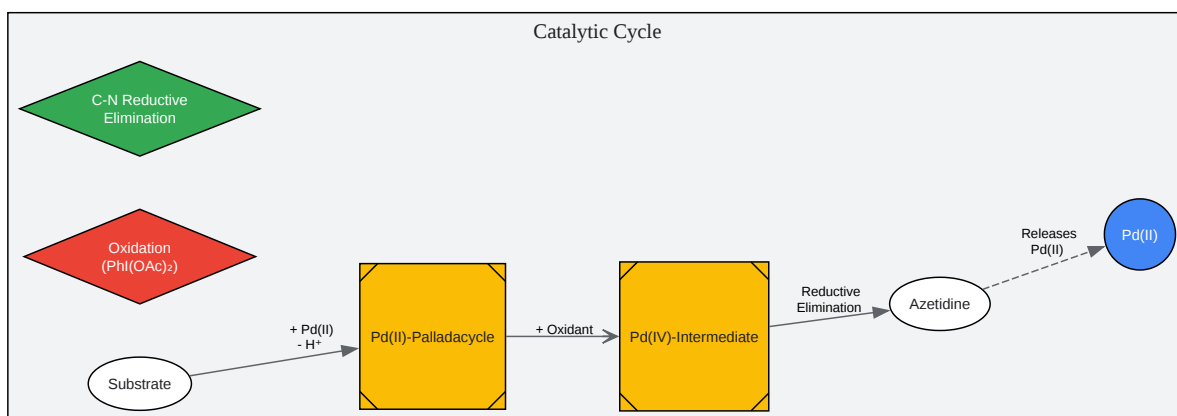 Catalytic Cycle
C-N Reductive
Elimination
Oxidation
(PhI(OAc)₂)
Substrate
+ Pd(II)
- H⁺
Pd(II)-Palladacycle
+ Oxidant
Pd(IV)-Intermediate
Reductive
Elimination
Azetidine
Releases
Pd(II)
Pd(II)